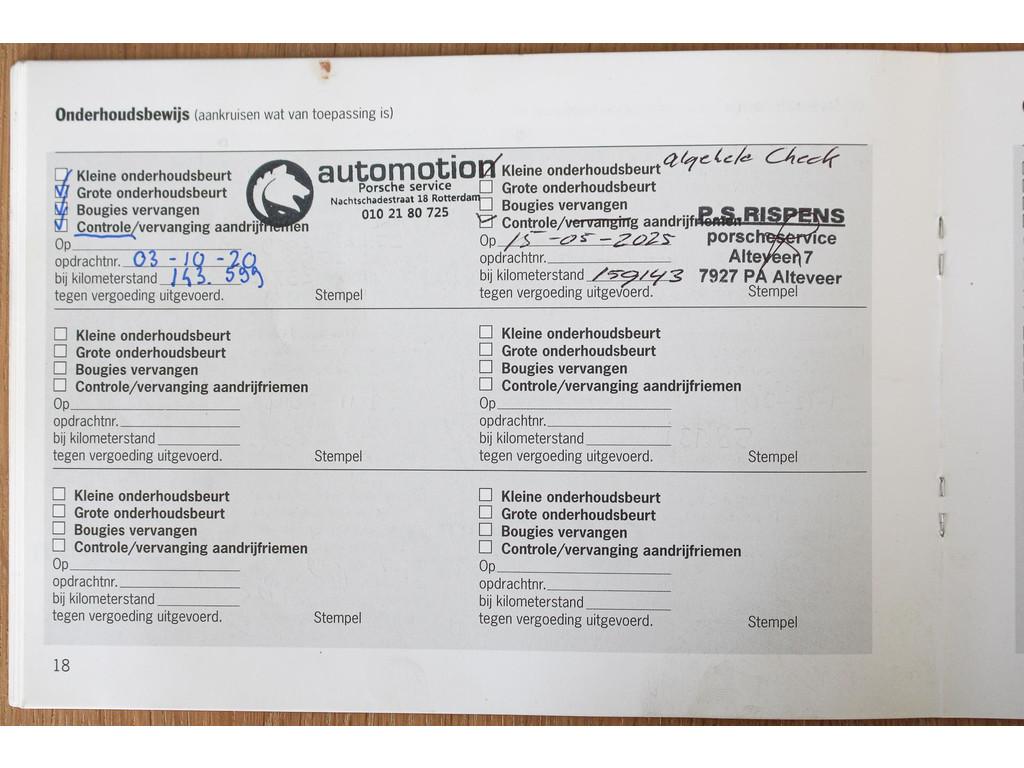 Onderhoudsbewijs (aankruisen wat van toepassing is)
Kleine onderhoudsbeurt
Grote onderhoudsbeurt
Bougies vervangen
Controle/vervanging aandrijfriemen
Op
opdrachtnr. 03-10-20
bij kilometerstand 143.599
tegen vergoeding uitgevoerd. Stempel
automotion
Porsche service
Nachtschadestraat 18 Rotterdam
010 21 80 725
Kleine onderhoudsbeurt algehele Check
Grote onderhoudsbeurt
Bougies vervangen
Controle/vervanging aandrijfriemen
Op 15-05-2025
opdrachtnr.
bij kilometerstand 159143
tegen vergoeding uitgevoerd. Stempel
P.S.RISPENS
porscheservice
Alteveer 7
7927 PA Alteveer
Kleine onderhoudsbeurt
Grote onderhoudsbeurt
Bougies vervangen
Controle/vervanging aandrijfriemen
Op
opdrachtnr.
bij kilometerstand
tegen vergoeding uitgevoerd. Stempel
Kleine onderhoudsbeurt
Grote onderhoudsbeurt
Bougies vervangen
Controle/vervanging aandrijfriemen
Op
opdrachtnr.
bij kilometerstand
tegen vergoeding uitgevoerd. Stempel
Kleine onderhoudsbeurt
Grote onderhoudsbeurt
Bougies vervangen
Controle/vervanging aandrijfriemen
Op
opdrachtnr.
bij kilometerstand
tegen vergoeding uitgevoerd. Stempel
Kleine onderhoudsbeurt
Grote onderhoudsbeurt
Bougies vervangen
Controle/vervanging aandrijfriemen
Op
opdrachtnr.
bij kilometerstand
tegen vergoeding uitgevoerd. Stempel
18